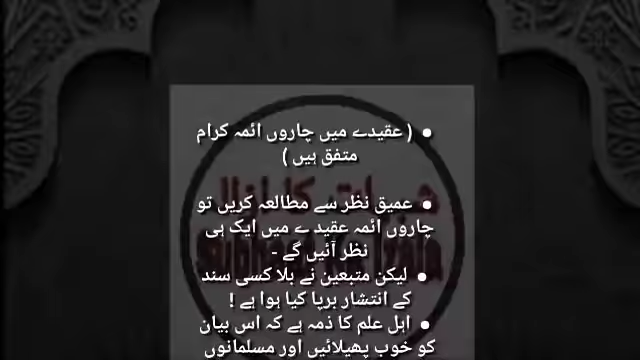 • ( عقیدے میں چاروں ائمہ کرام
متفق ہیں )
• عمیق نظر سے مطالعہ کریں تو
چاروں ائمہ عقید ے میں ایک ہی
نظر آئیں گے -
• لیکن متبعین نے بلا کسی سند
کے انتشار برپا کیا ہوا ہے !
• اہل علم کا ذمہ ہے کہ اس بیان
کو خوب پھیلائیں اور مسلمانوں